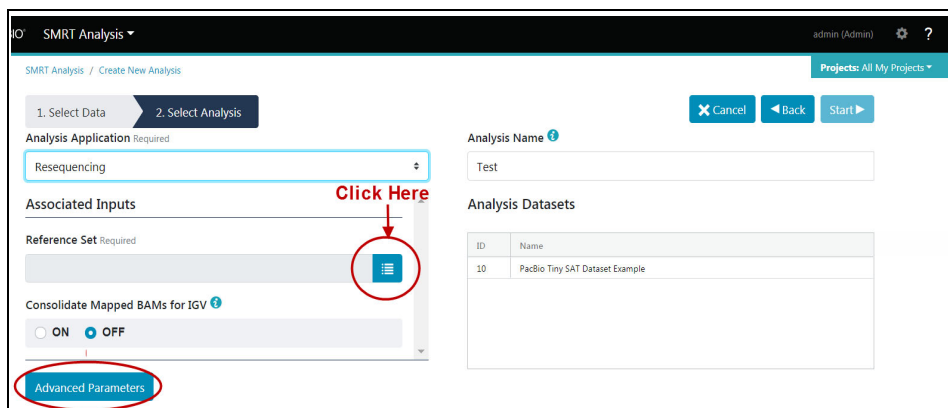 IO® SMRT Analysis admin (Admin) ?
SMRT Analysis / Create New Analysis
Projects: All My Projects
1. Select Data 2. Select Analysis
Cancel Back Start
Analysis Application Required
Resequencing
Analysis Name
Test
Click Here
Associated Inputs
Reference Set Required
Consolidate Mapped BAMs for IGV
ON OFF
Advanced Parameters
Analysis Datasets
ID Name
10 PacBio Tiny SAT Dataset Example